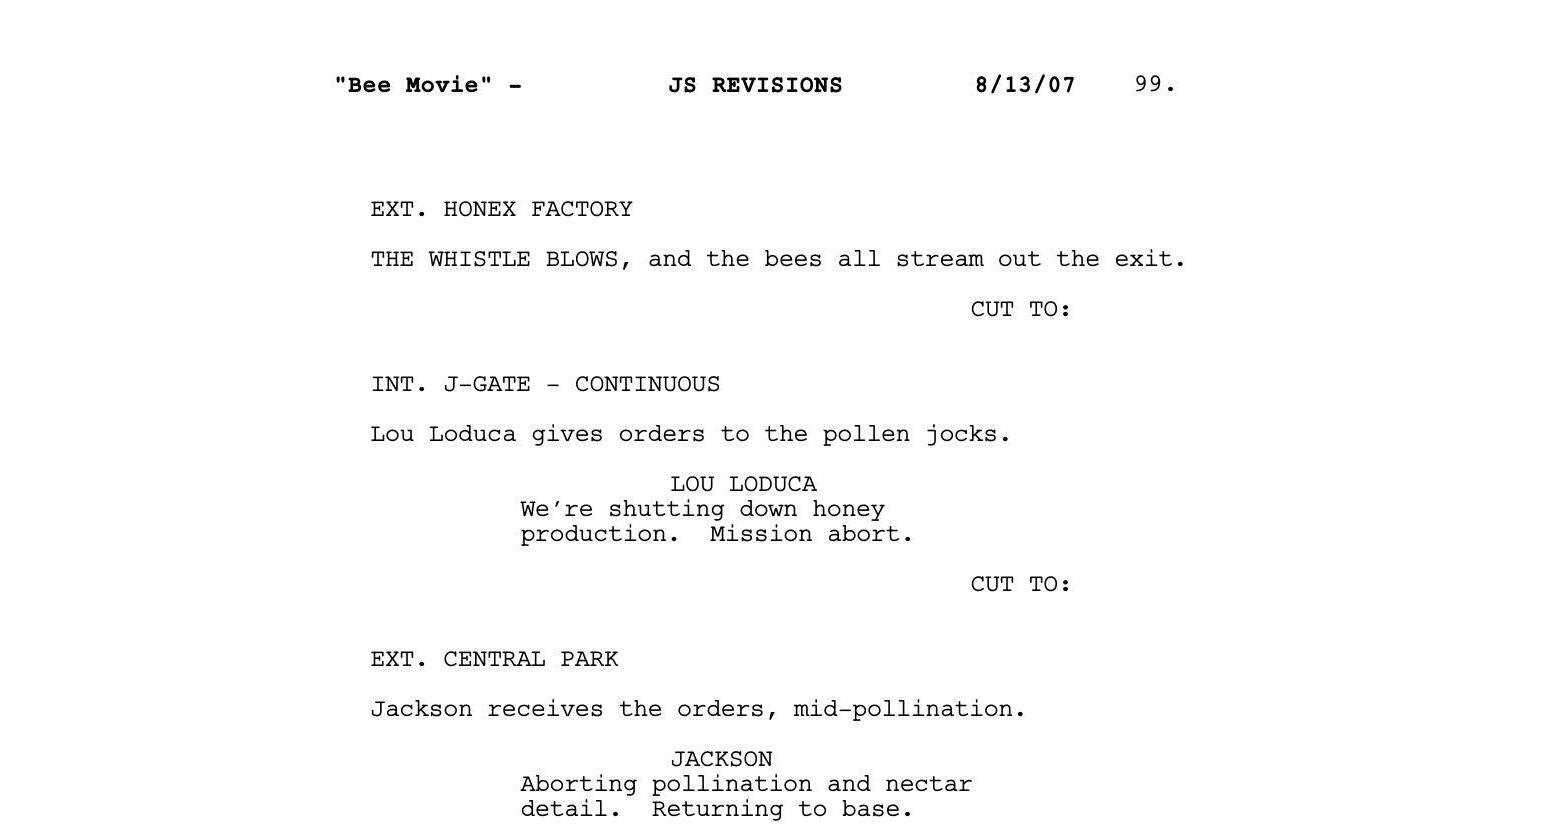 "Bee Movie" - JS REVISIONS 8/13/07 99.
EXT. HONEX FACTORY
THE WHISTLE BLOWS, and the bees all stream out the exit.
CUT TO:
INT. J-GATE - CONTINUOUS
Lou Loduca gives orders to the pollen jocks.
LOU LODUCA
We’re shutting down honey
production.  Mission abort.
CUT TO:
EXT. CENTRAL PARK
Jackson receives the orders, mid-pollination.
JACKSON
Aborting pollination and nectar
detail.  Returning to base.